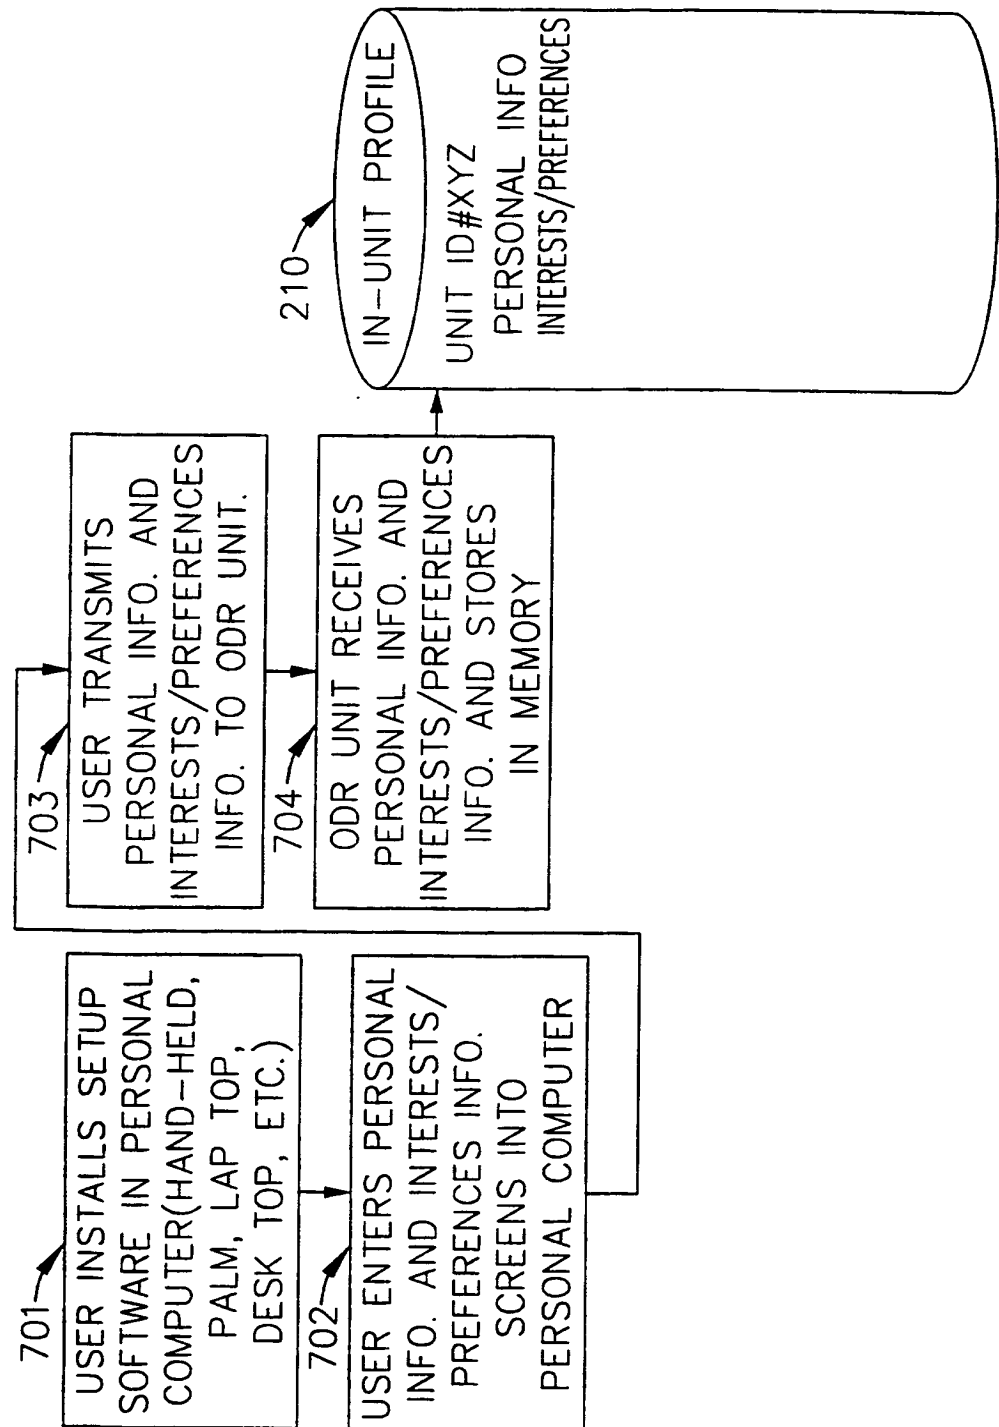 701
USER INSTALLS SETUP
SOFTWARE IN PERSONAL
COMPUTER(HAND-HELD,
PALM, LAP TOP,
DESK TOP, ETC.)
702
USER ENTERS PERSONAL
INFO. AND INTERESTS/
PREFERENCES INFO.
SCREENS INTO
PERSONAL COMPUTER
703
USER TRANSMITS
PERSONAL INFO. AND
INTERESTS/PREFERENCES
INFO. TO ODR UNIT.
704
ODR UNIT RECEIVES
PERSONAL INFO. AND
INTERESTS/PREFERENCES
INFO. AND STORES
IN MEMORY
210
IN-UNIT PROFILE
UNIT ID#XYZ
PERSONAL INFO
INTERESTS/PREFERENCES